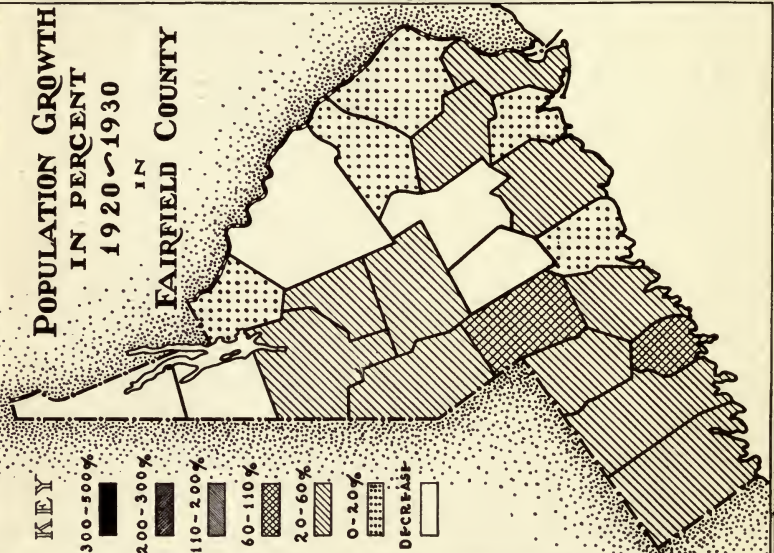 POPULATION GROWTH
IN PERCENT
1920~1930
IN
FAIRFIELD COUNTY
KEY
300-500%
200-300%
110-200%
60-110%
20-60%
0-20%
DECREASE